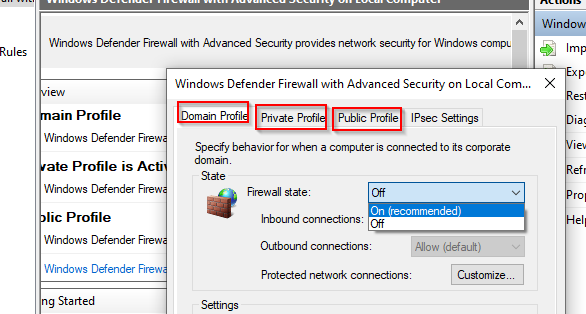 Windows Defender Firewall with Advanced Security on Local Computer
Actions
Rules
Windows Defender Firewall with Advanced Security provides network security for Windows compu
Window
Imp
Exp
Rest
Diag
View
Refr
Prop
Help
view
main Profile
Windows Defender Firewall
vate Profile is Activ
Windows Defender Firewall
blic Profile
Windows Defender Firewall
Windows Defender Firewall
ing Started
Windows Defender Firewall with Advanced Security on Local Com...
Domain Profile Private Profile Public Profile IPsec Settings
Specify behavior for when a computer is connected to its corporate
domain.
State
Firewall state: Off
On (recommended)
Off
Inbound connections:
Outbound connections: Allow (default)
Protected network connections: Customize...
Settings